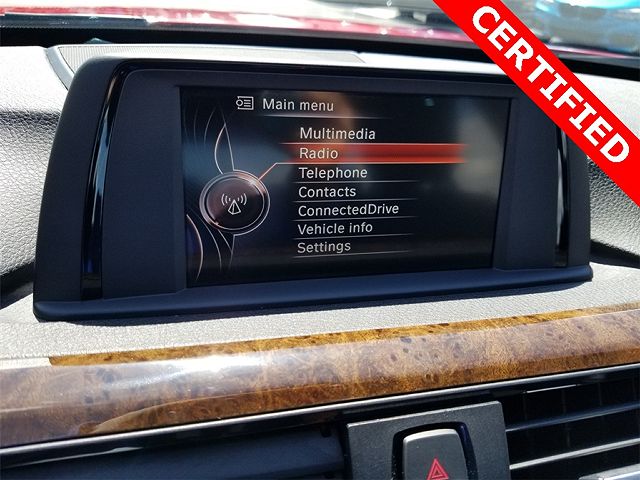 CERTIFIED
Main menu
Multimedia
Radio
Telephone
Contacts
ConnectedDrive
Vehicle info
Settings